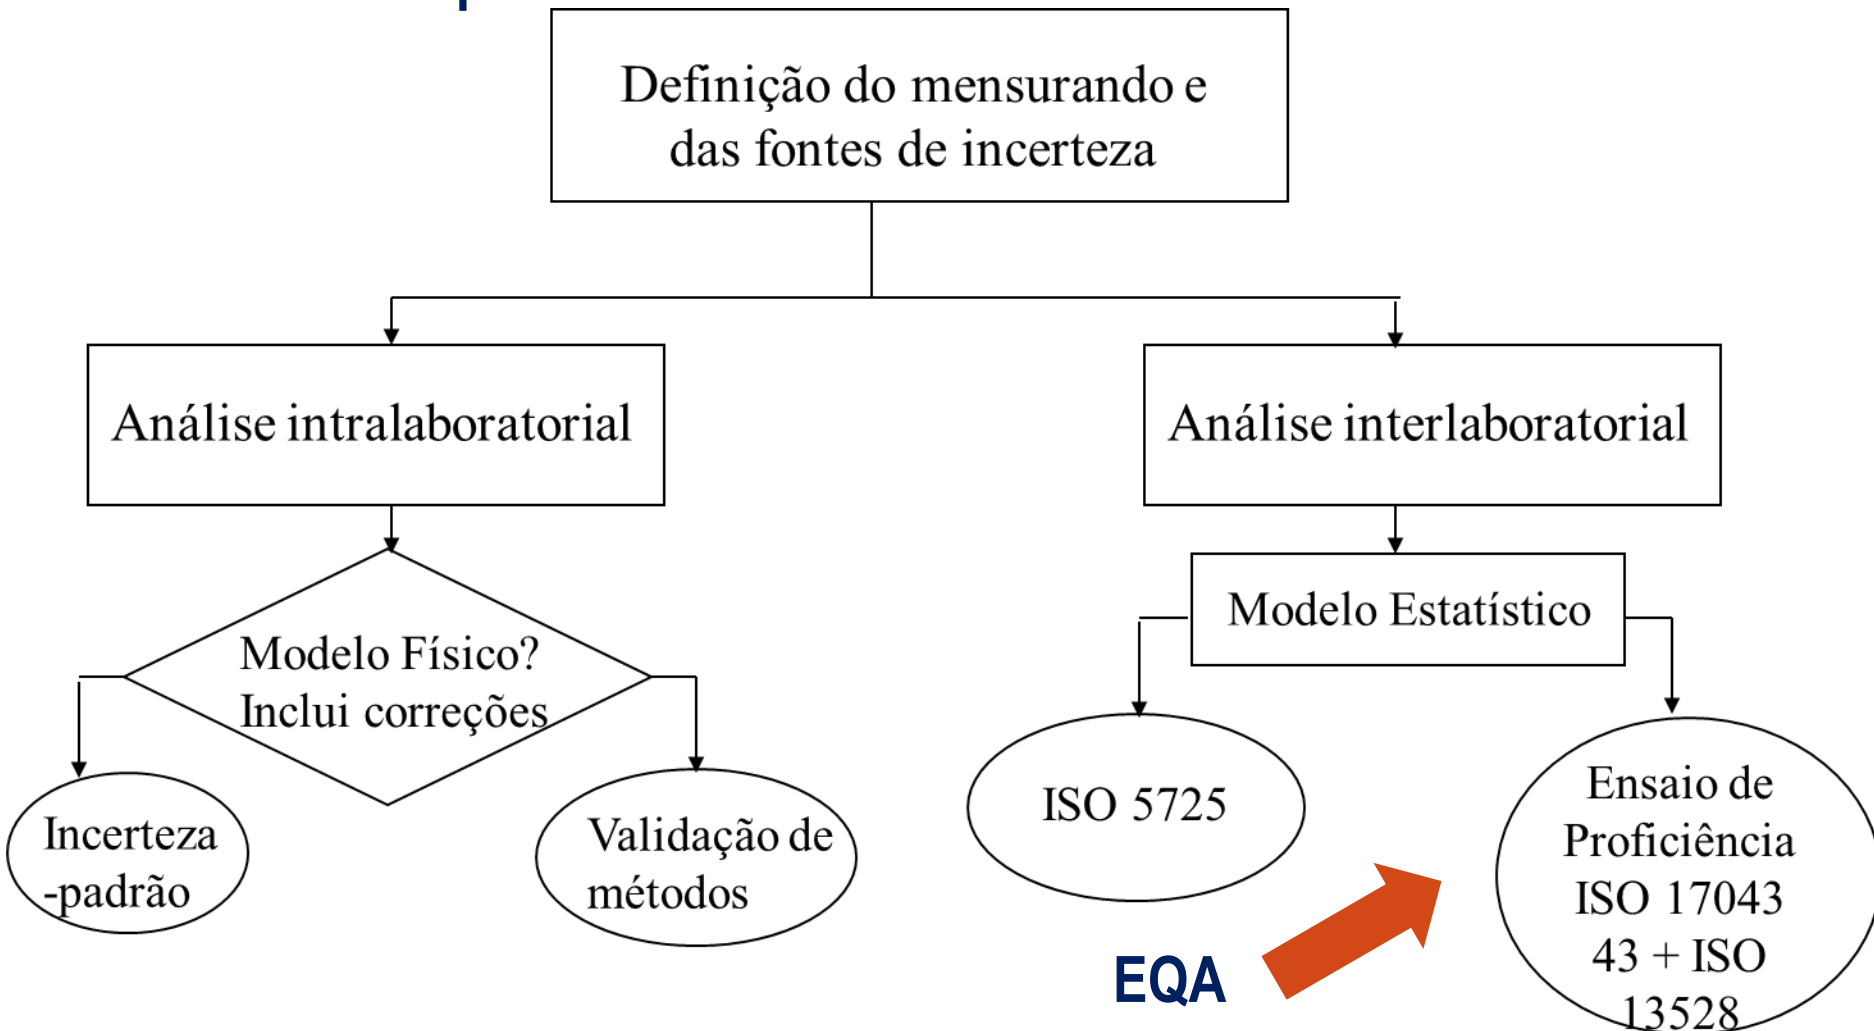 Definição do mensurando e
das fontes de incerteza
Análise intralaboratorial
Análise interlaboratorial
Modelo Físico?
Inclui correções
Modelo Estatístico
Incerteza
-padrão
Validação de
métodos
ISO 5725
Ensaio de
Proficiência
ISO 17043
43 + ISO
13528
EQA